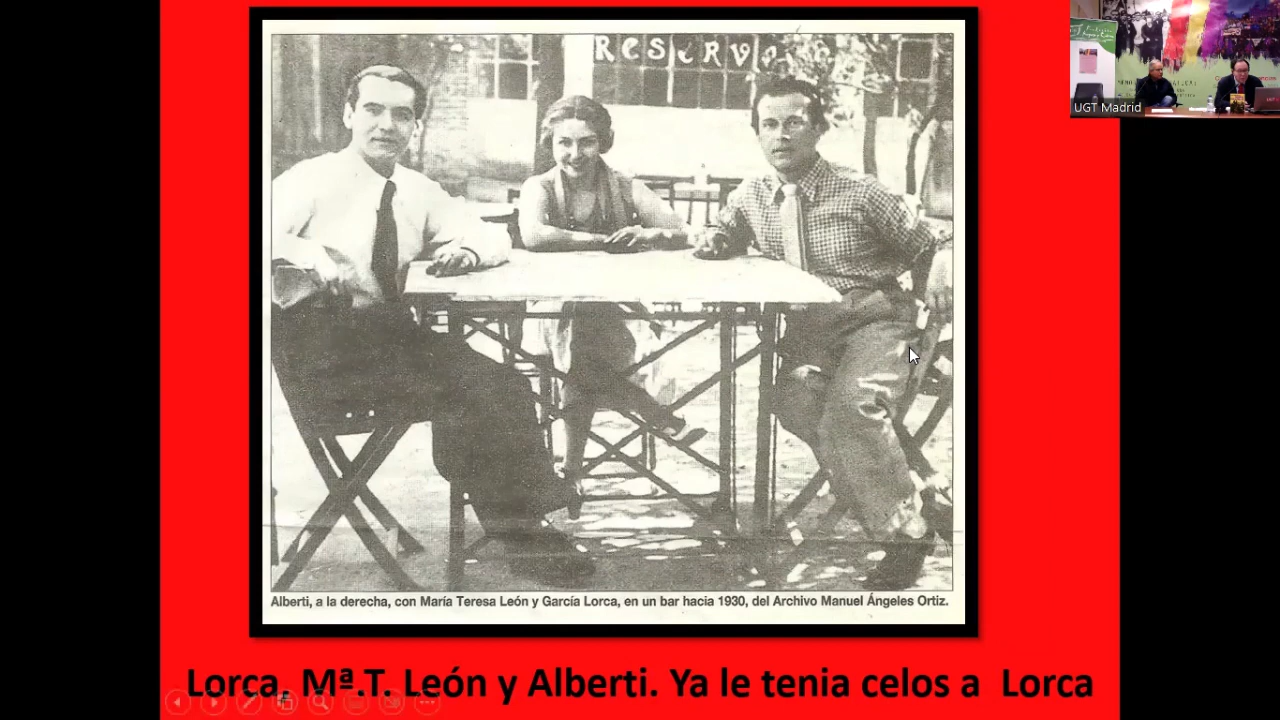 RESERV
UGT Madrid
Alberti, a la derecha, con María Teresa León y García Lorca, en un bar hacia 1930, del Archivo Manuel Ángeles Ortiz.
Lorca, Mª.T. León y Alberti. Ya le tenia celos a Lorca